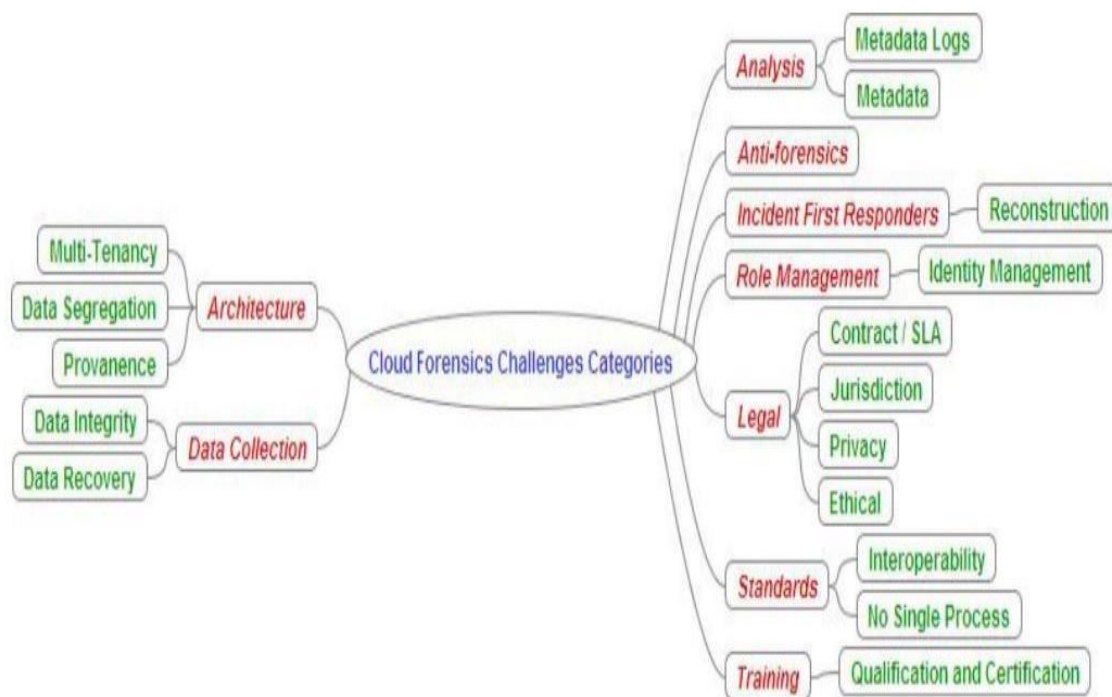 Metadata Logs
Analysis
Metadata
Anti-forensics
Incident First Responders
Reconstruction
Role Management
Identity Management
Multi-Tenancy
Data Segregation
Architecture
Provanence
Cloud Forensics Challenges Categories
Data Integrity
Data Collection
Data Recovery
Contract / SLA
Jurisdiction
Legal
Privacy
Ethical
Interoperability
Standards
No Single Process
Training
Qualification and Certification